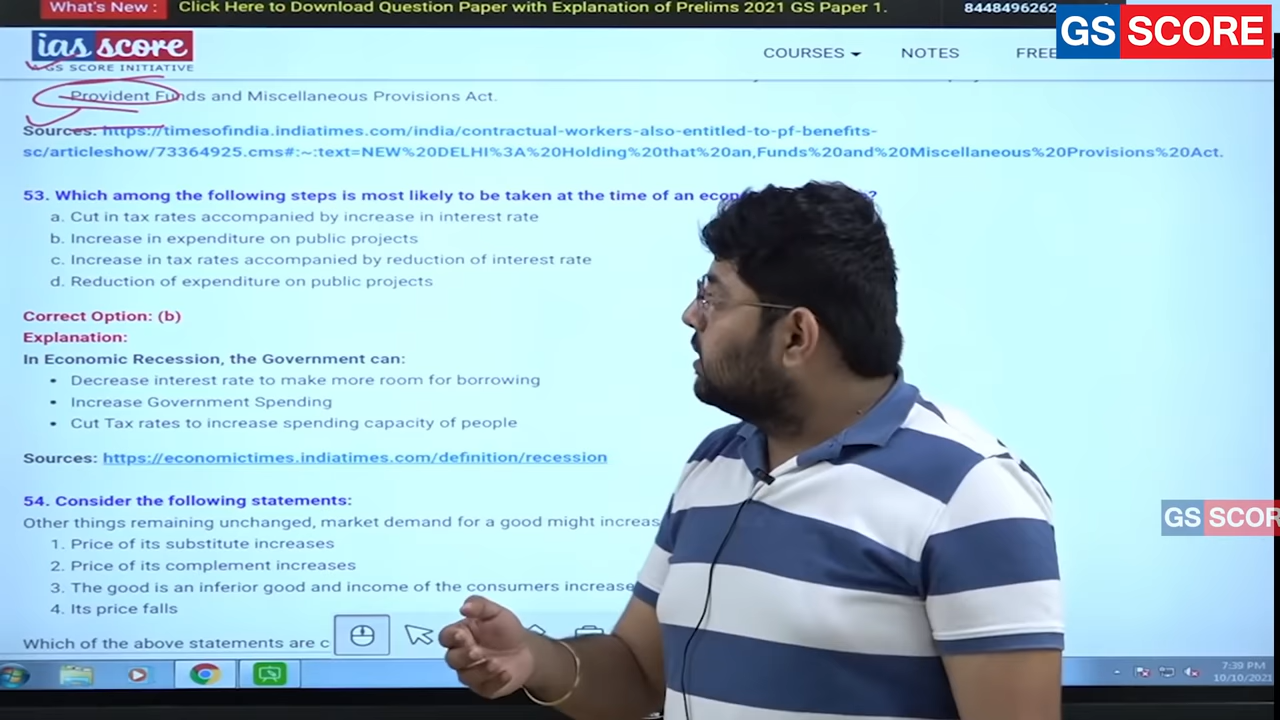 What's New :
Click Here to Download Question Paper with Explanation of Prelims 2021 GS Paper 1.
844849626
GS SCORE
ias score
A GS SCORE INITIATIVE
COURSES
NOTES
FREE
Provident Funds and Miscellaneous Provisions Act.
Sources: https://timesofindia.indiatimes.com/india/contractual-workers-also-entitled-to-pf-benefits-
sc/articleshow/73364925.cms#:~:text=NEW%20DELHI%3A%20Holding%20that%20an,Funds%20and%20Miscellaneous%20Provisions%20Act.
53. Which among the following steps is most likely to be taken at the time of an eco ?
a. Cut in tax rates accompanied by increase in interest rate
b. Increase in expenditure on public projects
c. Increase in tax rates accompanied by reduction of interest rate
d. Reduction of expenditure on public projects
Correct Option: (b)
Explanation:
In Economic Recession, the Government can:
• Decrease interest rate to make more room for borrowing
• Increase Government Spending
• Cut Tax rates to increase spending capacity of people
Sources: https://economictimes.indiatimes.com/definition/recession
54. Consider the following statements:
Other things remaining unchanged, market demand for a good might increas
1. Price of its substitute increases
2. Price of its complement increases
3. The good is an inferior good and income of the consumers increase
4. Its price falls
Which of the above statements are c
GS SCOR
7:39 PM
10/10/2021